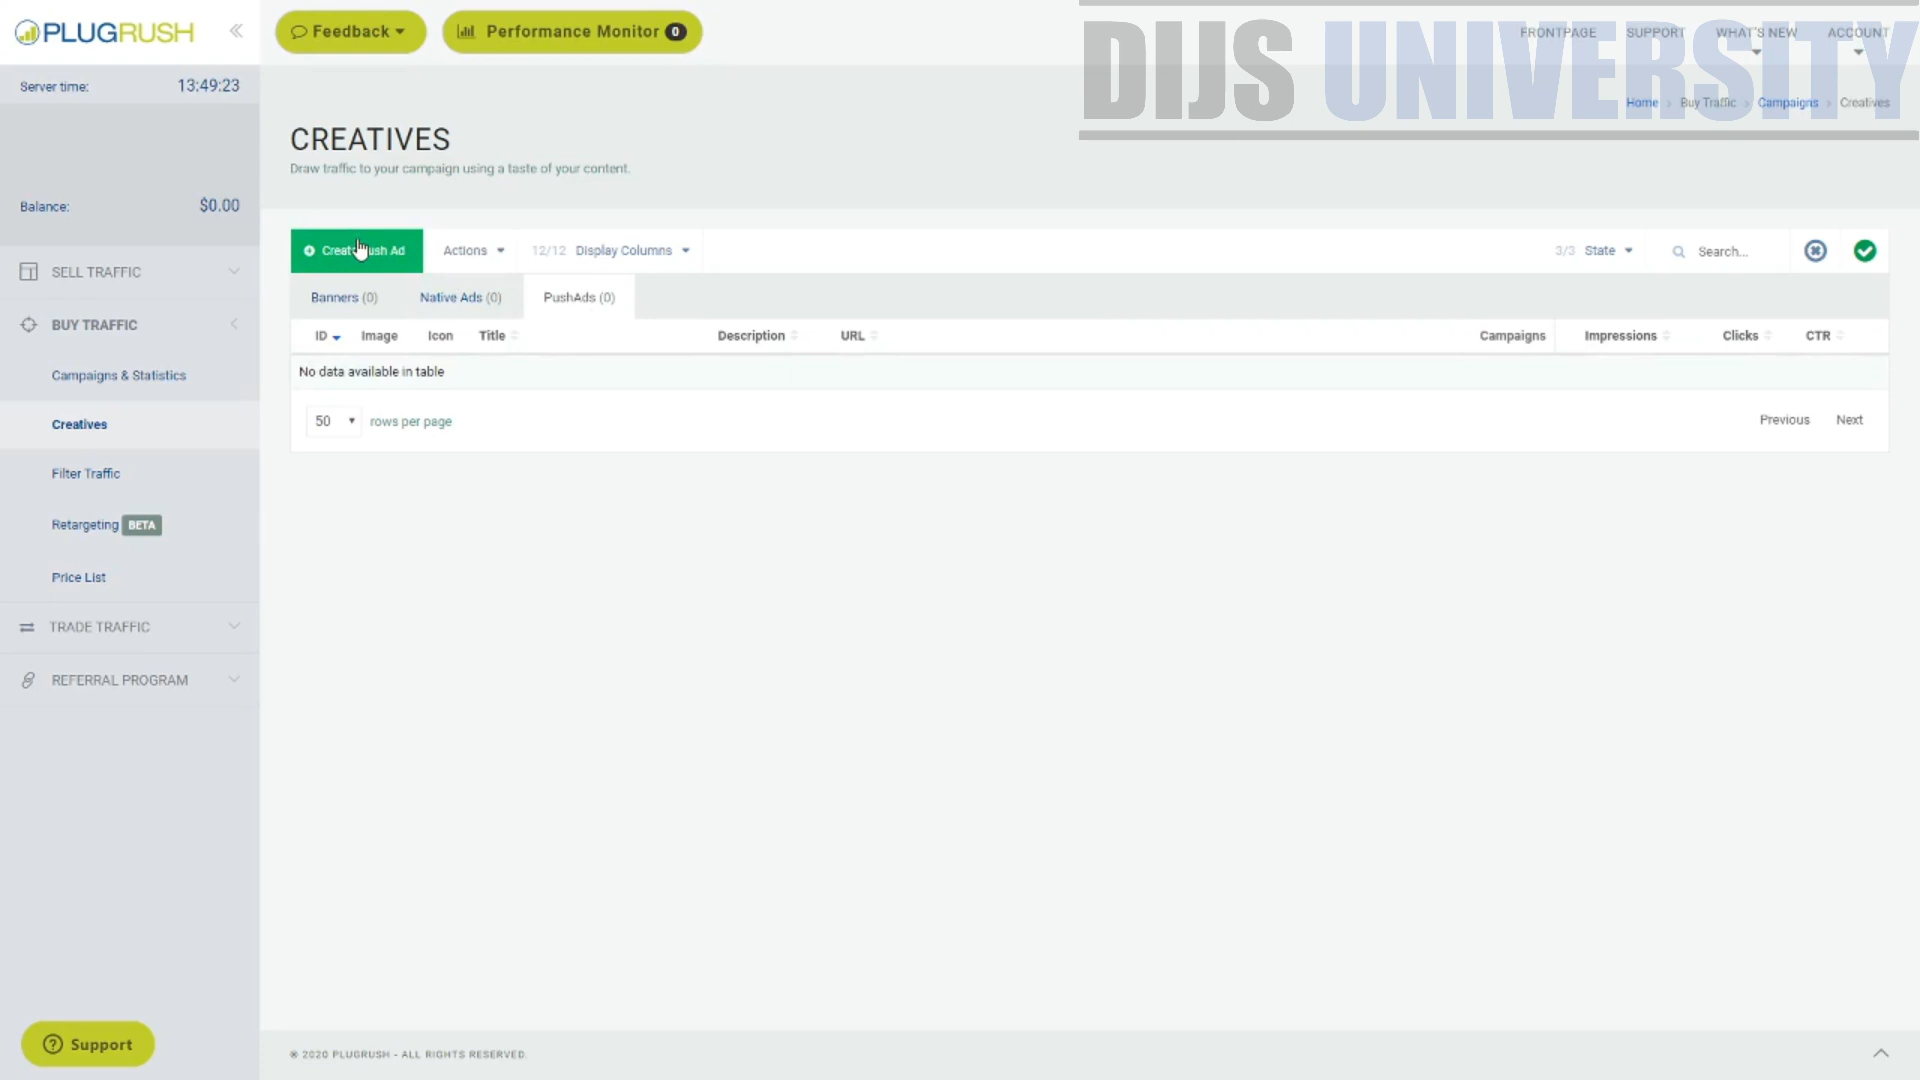 PLUGRUSH
Feedback
Performance Monitor 0
DIJS UNIVERSITY
FRONTPAGE
SUPPORT
WHAT'S NEW
ACCOUNT
Server time: 13:49:23
Home Buy Traffic Campaigns Creatives
CREATIVES
Draw traffic to your campaign using a taste of your content.
Balance: $0.00
Ad
Actions
12/12 Display Columns
3/3 State
Search...
SELL TRAFFIC
Banners (0)
Native Ads (0)
PushAds (0)
BUY TRAFFIC
ID Image Icon Title Description URL Campaigns Impressions Clicks CTR
No data available in table
Campaigns & Statistics
50 rows per page
Previous Next
Creatives
Filter Traffic
Retargeting BETA
Price List
TRADE TRAFFIC
REFERRAL PROGRAM
Support
© 2020 PLUGRUSH - ALL RIGHTS RESERVED.